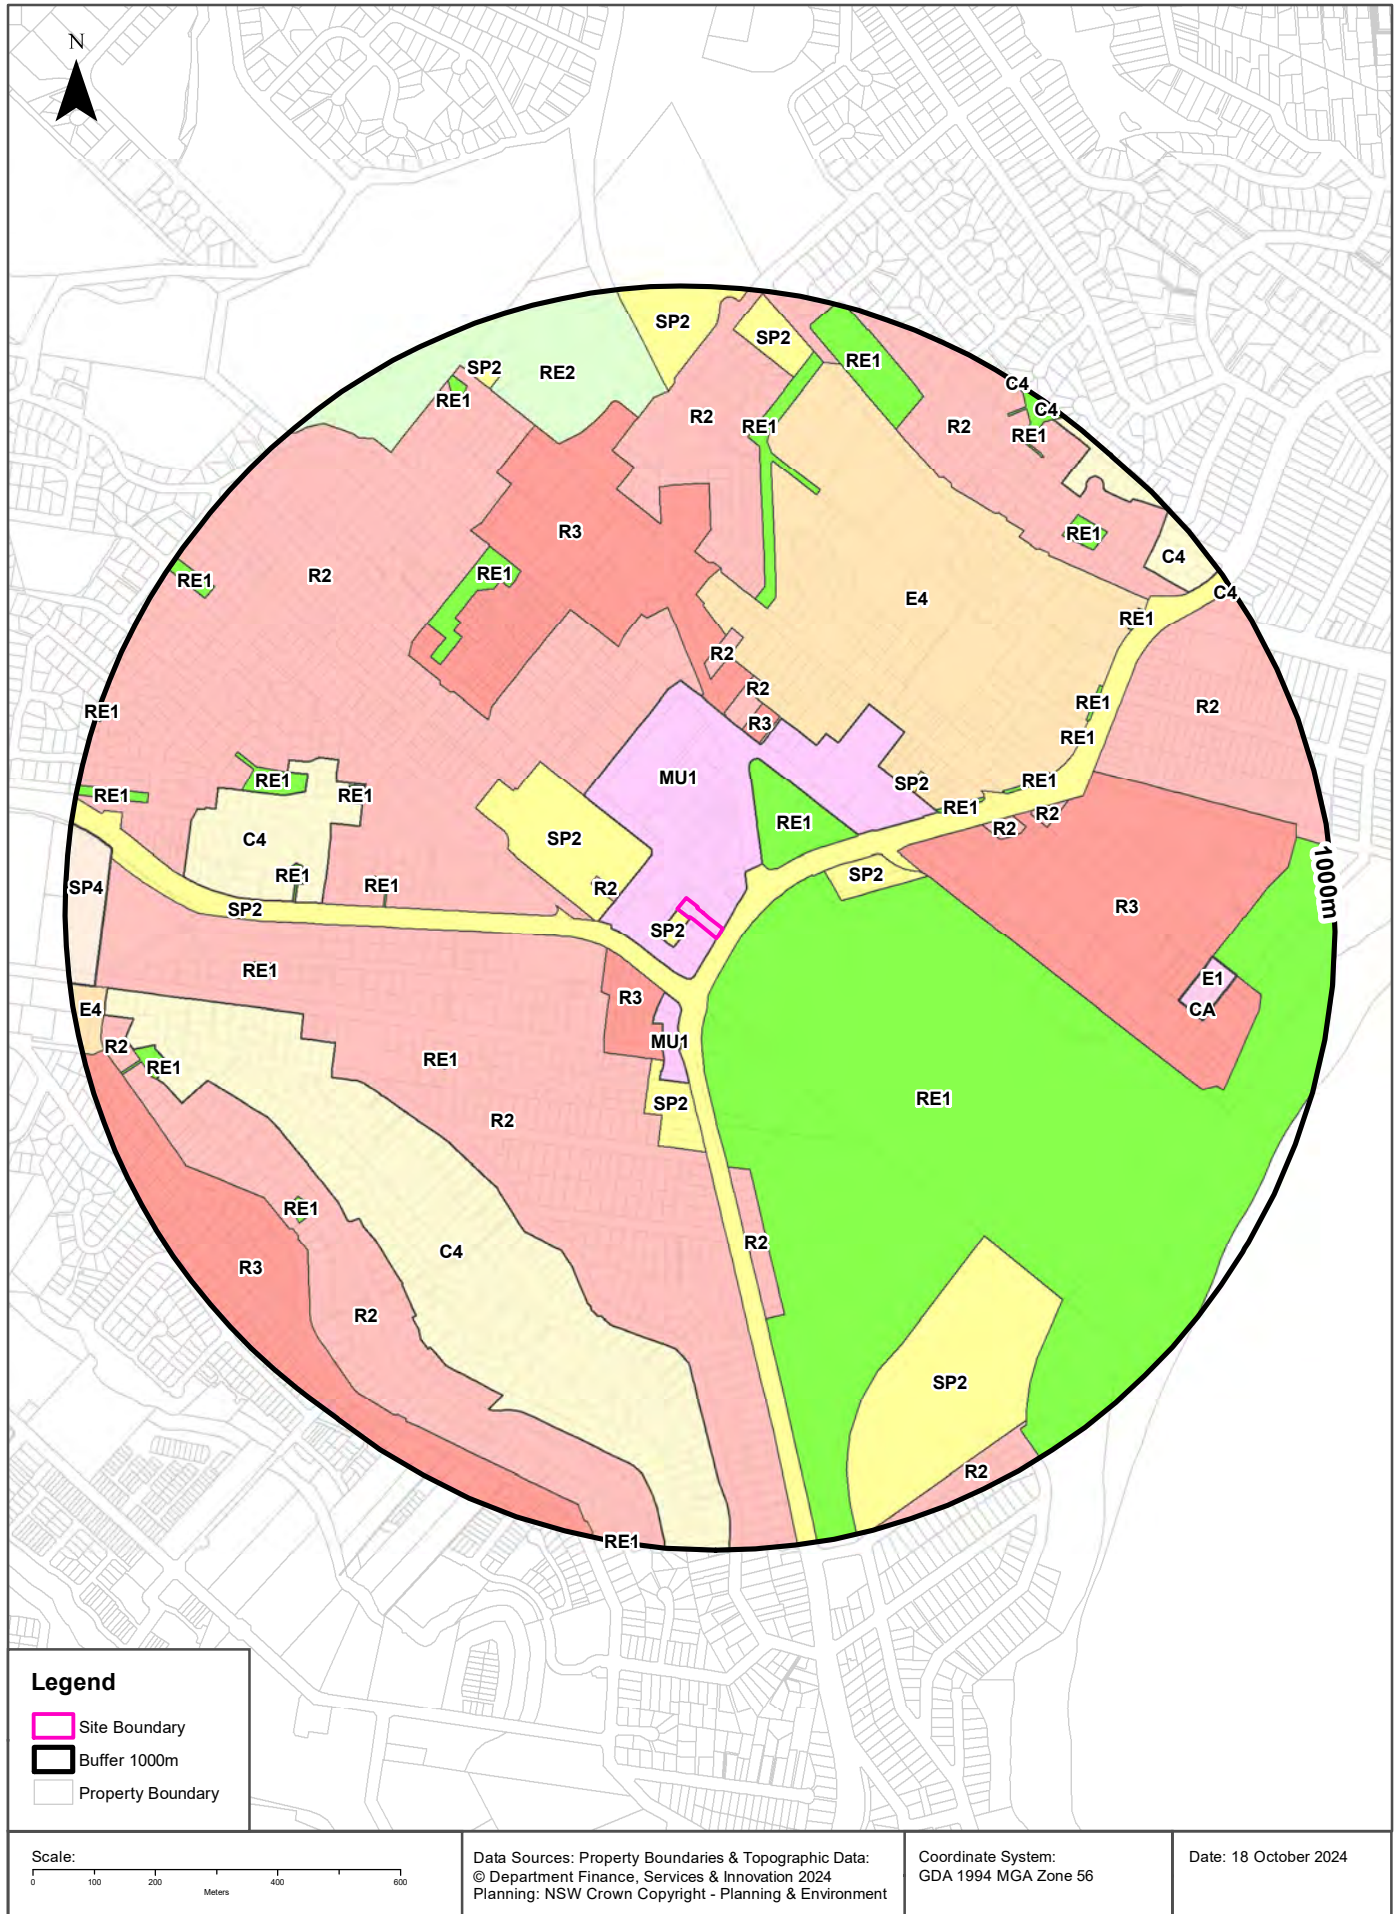 N
SP2
SP2
RE1
SP2
RE2
C4
RE1
C4
R2
RE1
R2
RE1
R3
RE1
C4
RE1
R2
RE1
C4
E4
RE1
R2
R2
RE1
R2
RE1
R3
RE1
MU1
RE1
SP2
RE1
RE1
RE1
RE1
R2
RE1
R2
C4
SP2
1000m
RE1
SP2
RE1
R2
SP4
R3
SP2
SP2
RE1
E1
R3
E4
CA
MU1
R2
RE1
RE1
RE1
SP2
R2
RE1
R2
C4
R3
R2
SP2
R2
RE1
Legend
Site Boundary
Buffer 1000m
Property Boundary
Scale:
0 100 200 400 600
Meters
Data Sources: Property Boundaries & Topographic Data:
© Department Finance, Services & Innovation 2024
Planning: NSW Crown Copyright - Planning & Environment
Coordinate System:
GDA 1994 MGA Zone 56
Date: 18 October 2024